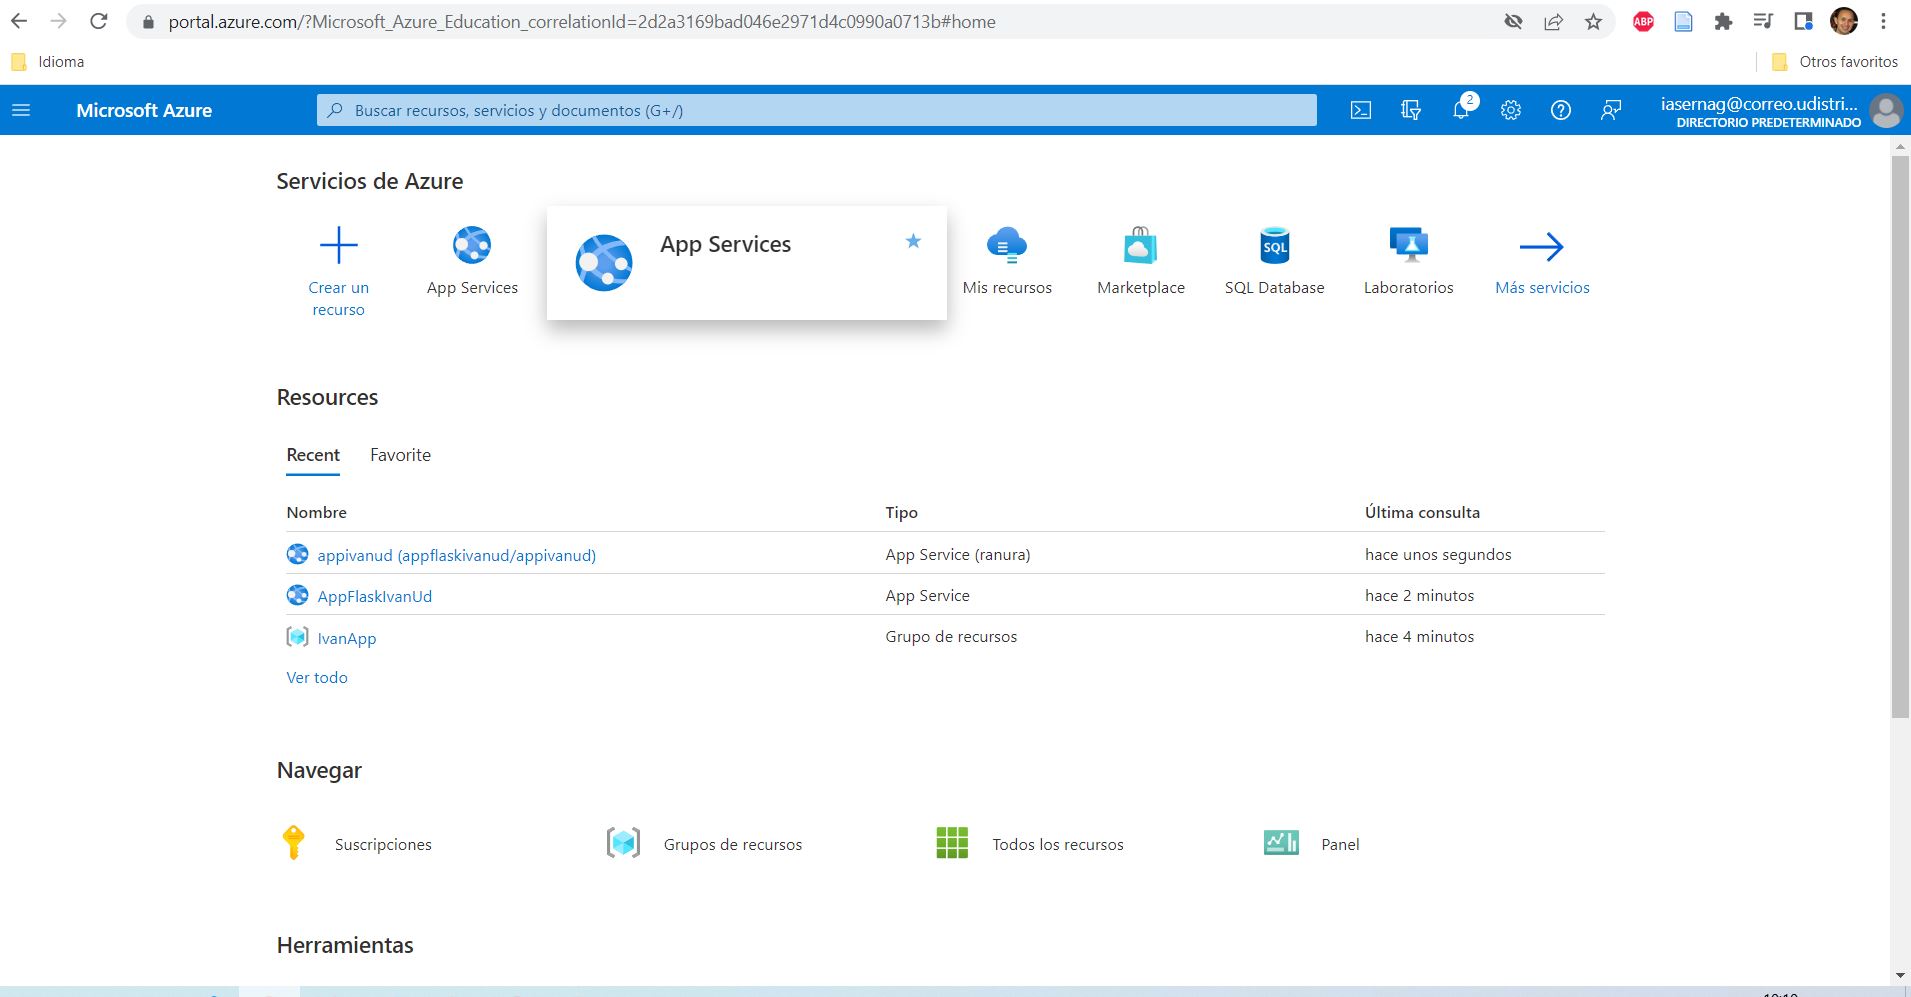 portal.azure.com/?Microsoft_Azure_Education_correlationId=2d2a3169bad046e2971d4c0990a0713b#home
ABP
Idioma
Otros favoritos
Microsoft Azure
Buscar recursos, servicios y documentos (G+/)
2
iasernag@correo.udistri...
DIRECTORIO PREDETERMINADO
Servicios de Azure
Crear un
recurso
App Services
App Services
Mis recursos
Marketplace
SQL
SQL Database
Laboratorios
Más servicios
Resources
Recent
Favorite
Nombre
Tipo
Última consulta
appivanud (appflaskivanud/appivanud)
App Service (ranura)
hace unos segundos
AppFlaskIvanUd
App Service
hace 2 minutos
IvanApp
Grupo de recursos
hace 4 minutos
Ver todo
Navegar
Suscripciones
Grupos de recursos
Todos los recursos
Panel
Herramientas